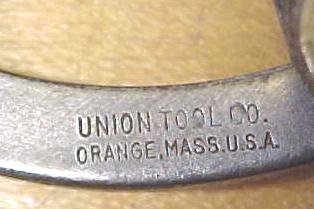 UNION TOOL CO.
ORANGE, MASS. U.S.A.